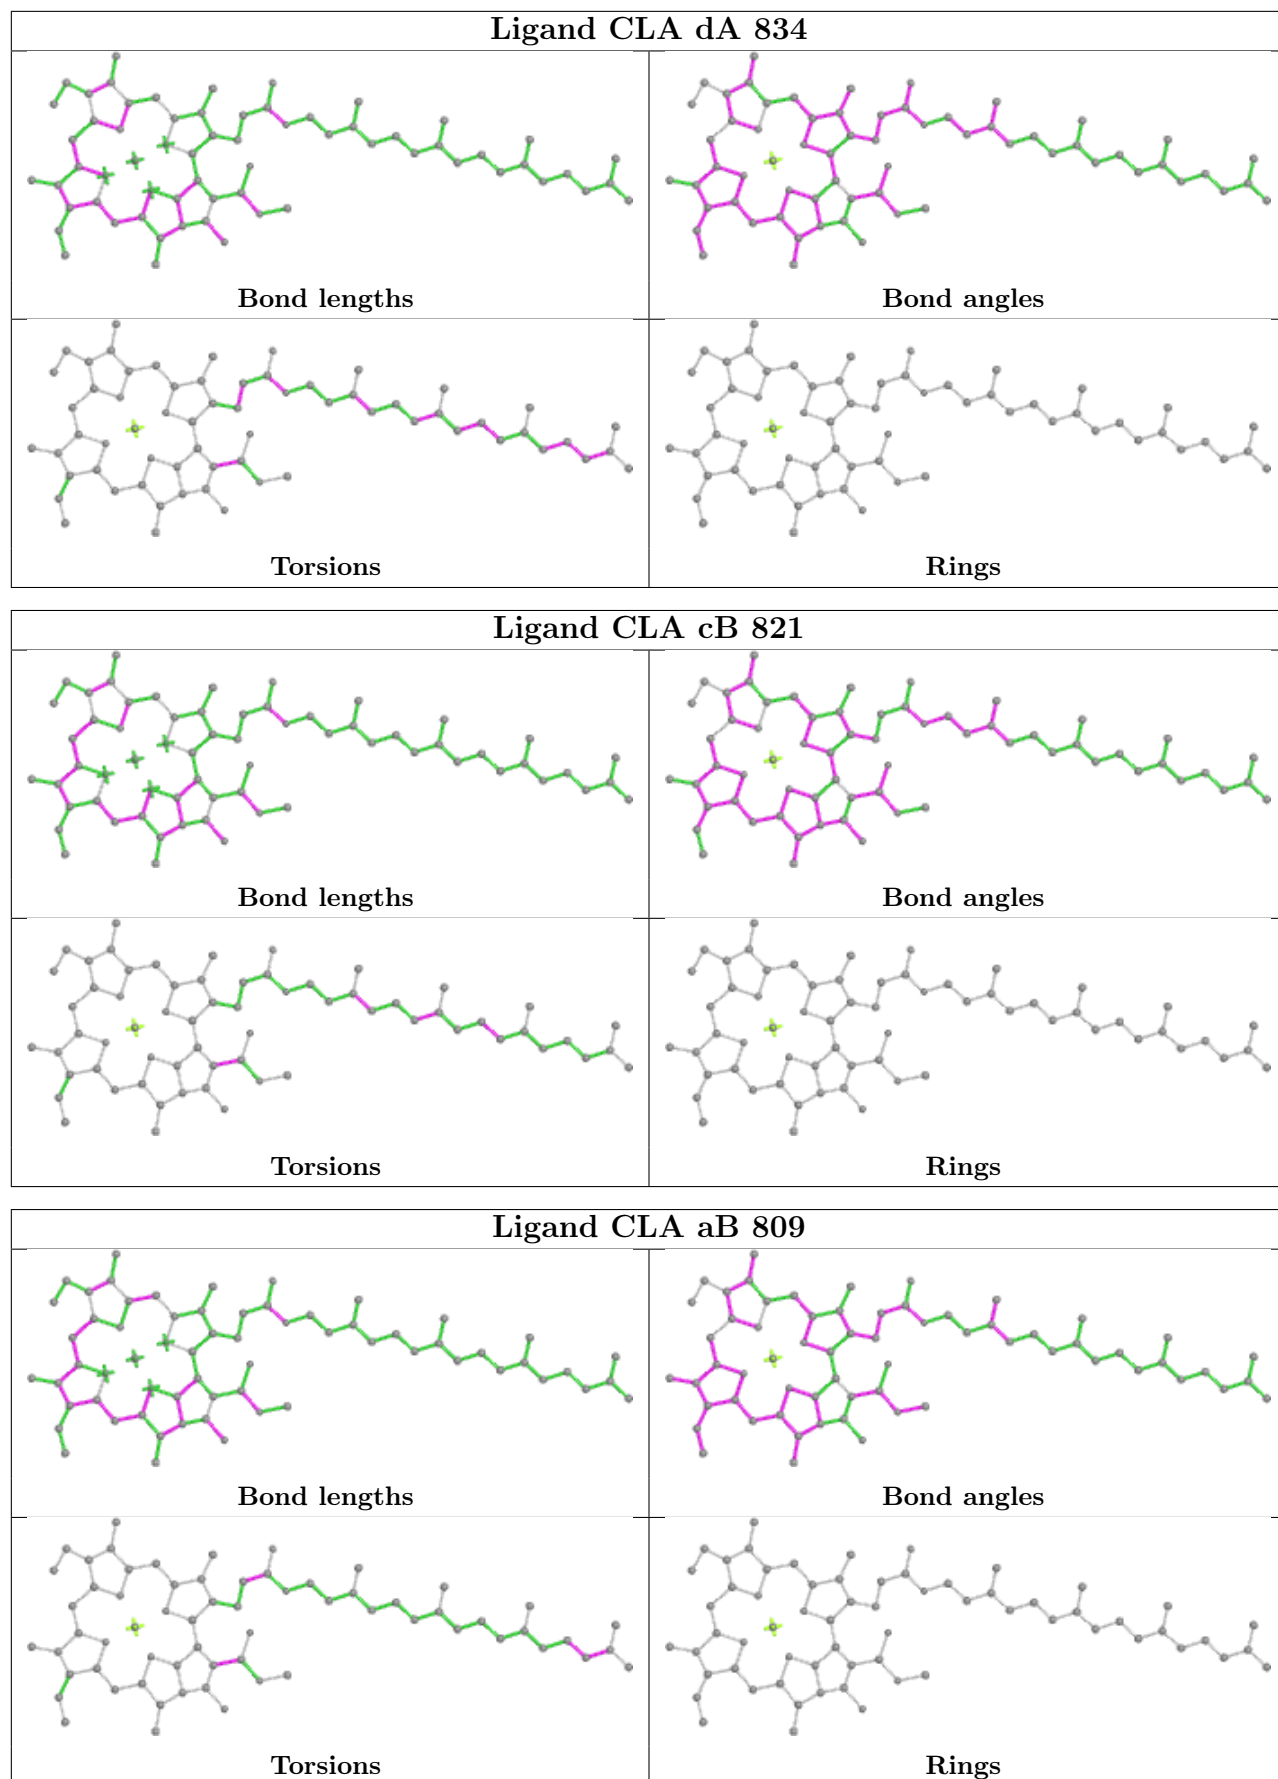 Ligand CLA dA 834
Bond lengths
Bond angles
Torsions
Rings
Ligand CLA cB 821
Bond lengths
Bond angles
Torsions
Rings
Ligand CLA aB 809
Bond lengths
Bond angles
Torsions
Rings